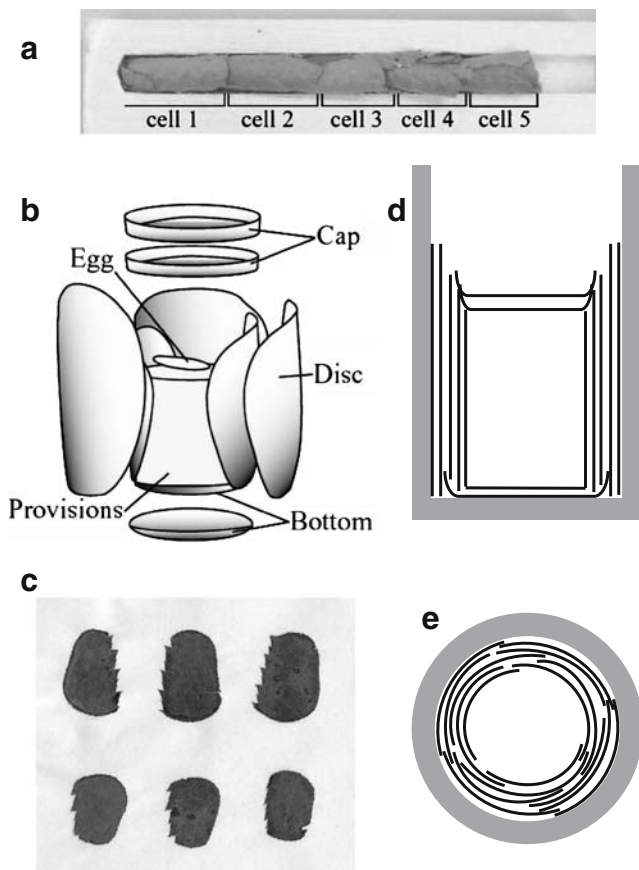 a
cell 1 cell 2 cell 3 cell 4 cell 5
b
Cap
Egg
Disc
Provisions
Bottom
d
c
e